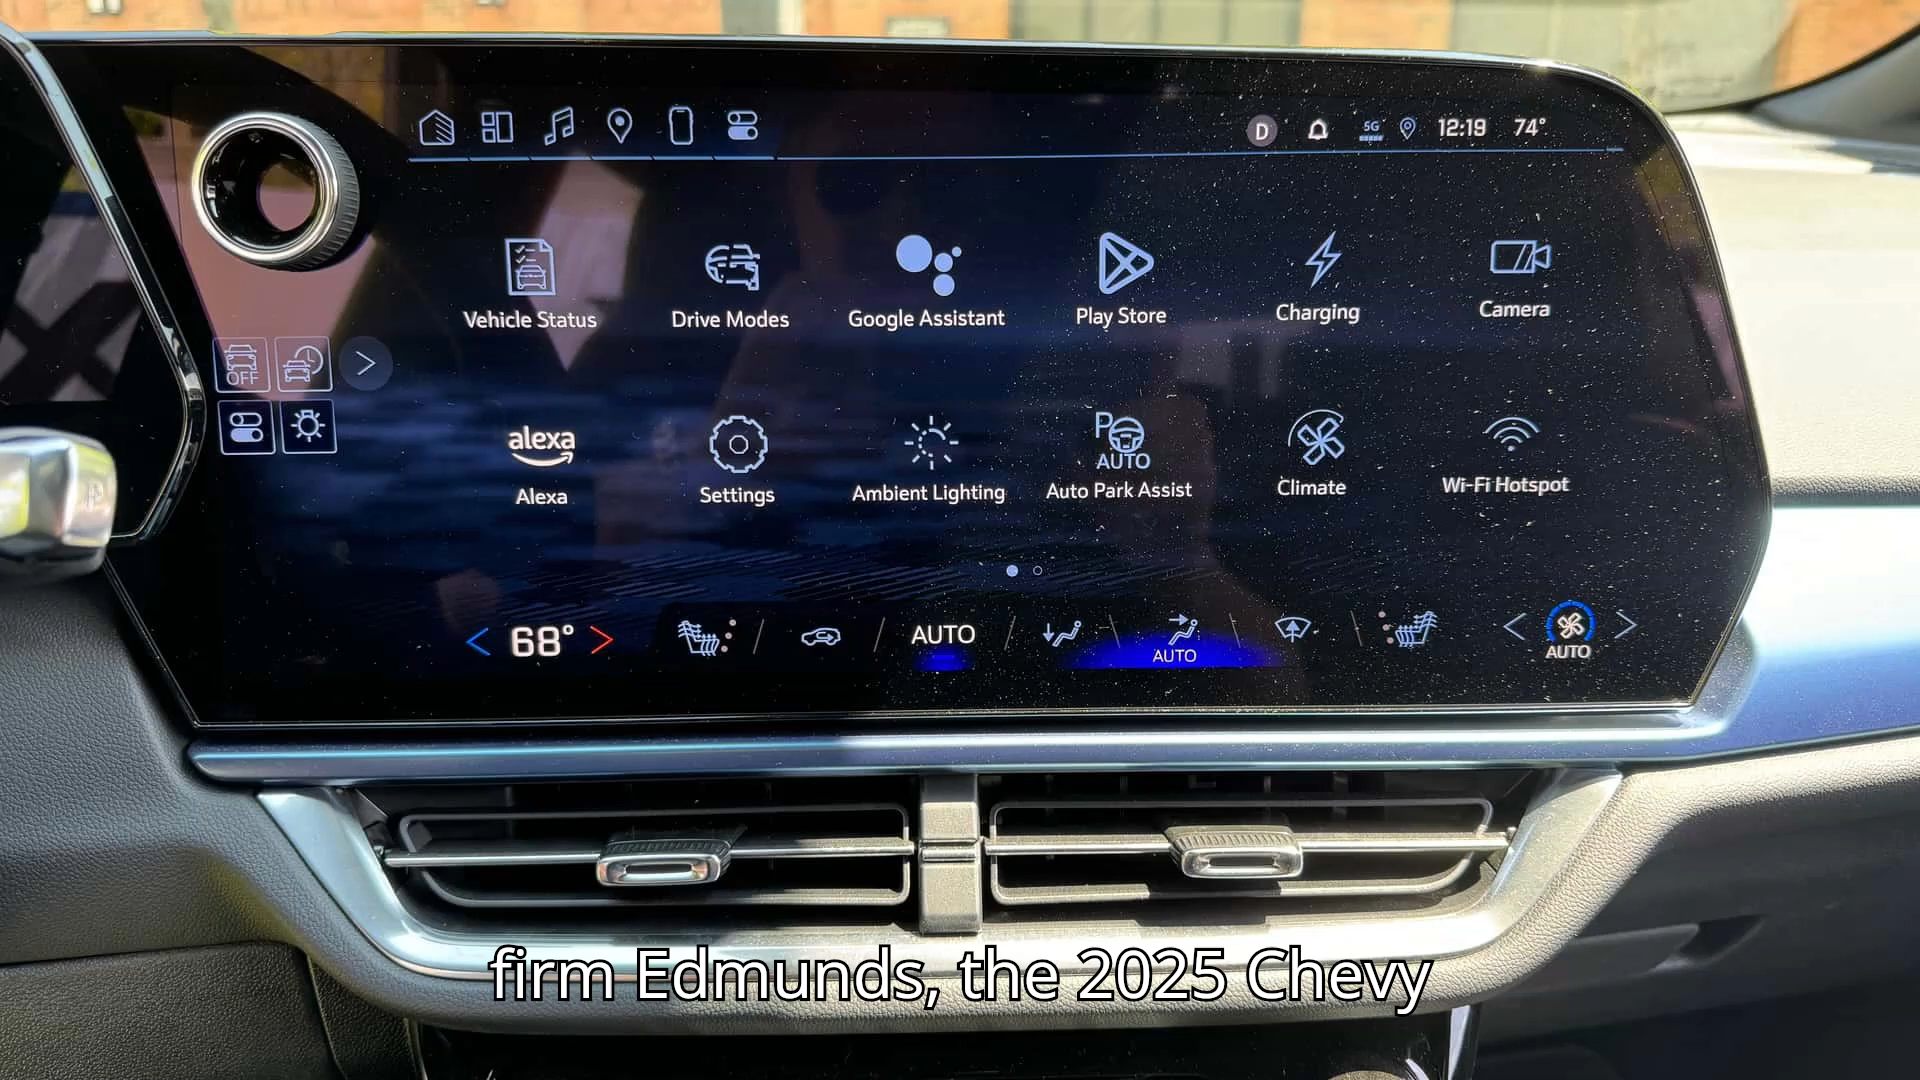 D 5G 12:19 74°
Vehicle Status Drive Modes Google Assistant Play Store Charging Camera
OFF
alexa AUTO
Alexa Settings Ambient Lighting Auto Park Assist Climate Wi-Fi Hotspot
68° AUTO AUTO AUTO
firm Edmunds, the 2025 Chevy